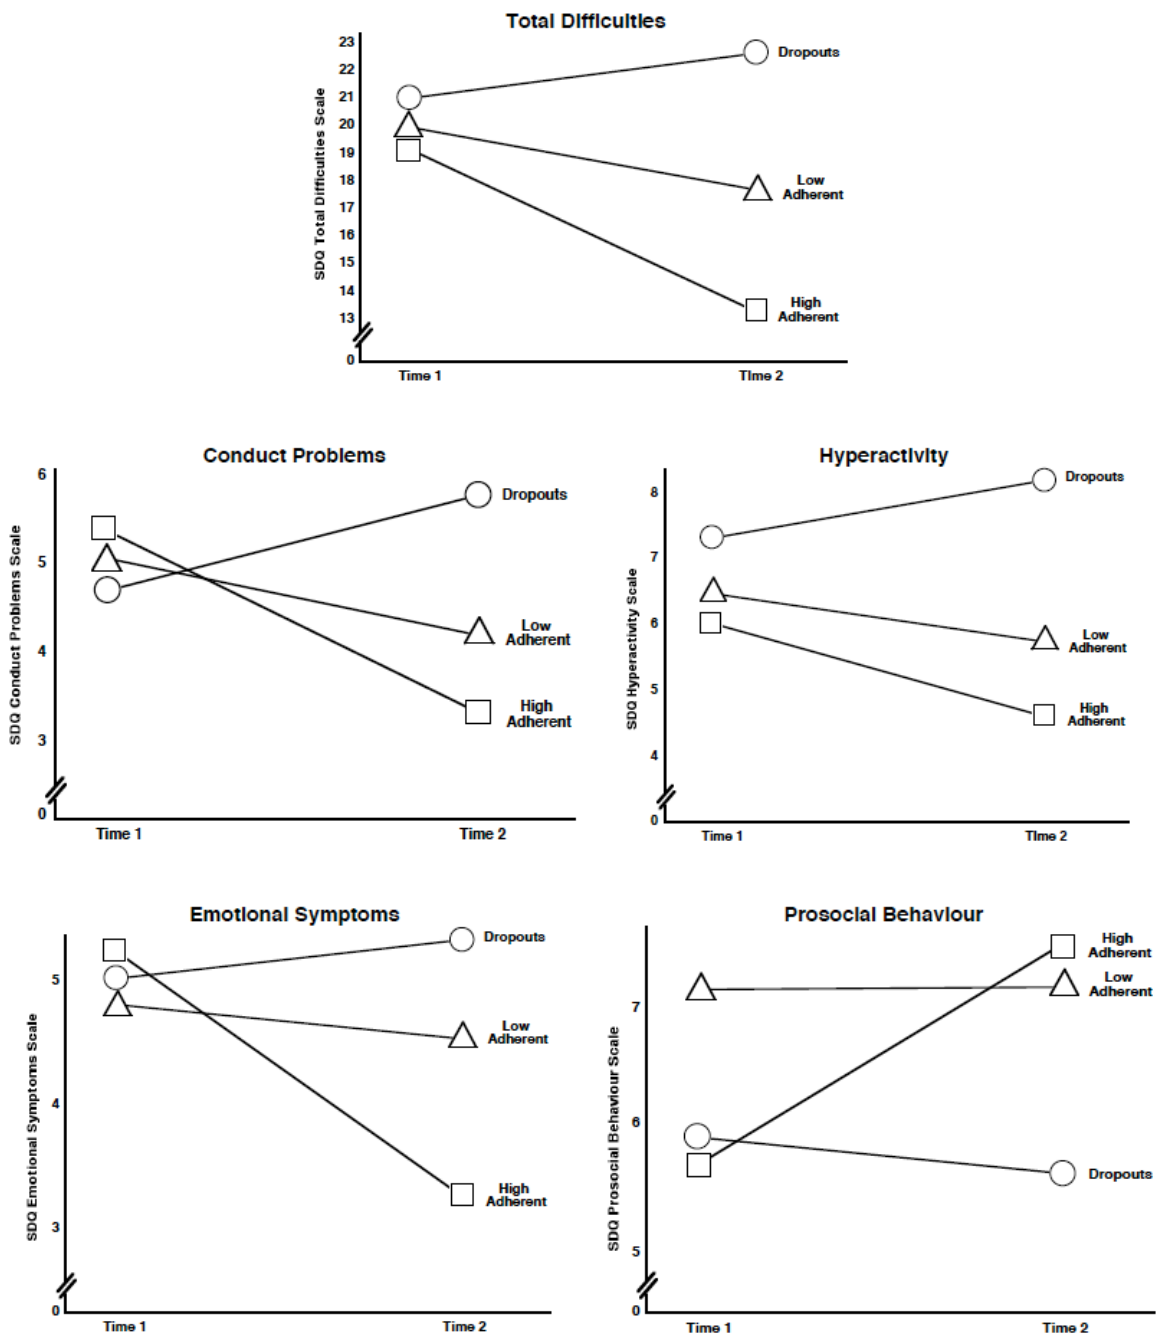 Total Difficulties
SDQ Total Difficulties Scale
23
22
21
20
19
18
17
16
15
14
13
0
Dropouts
Low
Adherent
High
Adherent
Time 1
TIme 2
Conduct Problems
SDQ Conduct Problems Scale
6
5
4
3
0
Dropouts
Low
Adherent
High
Adherent
Time 1
Time 2
Hyperactivity
SDQ Hyperactivity Scale
8
7
6
5
4
0
Dropouts
Low
Adherent
High
Adherent
Time 1
TIme 2
Emotional Symptoms
SDQ Emotional Symptoms Scale
5
4
3
0
Dropouts
Low
Adherent
High
Adherent
Time 1
Time 2
Prosocial Behaviour
SDQ Prosocial Behaviour Scale
7
6
5
0
High
Adherent
Low
Adherent
Dropouts
Time 1
Time 2